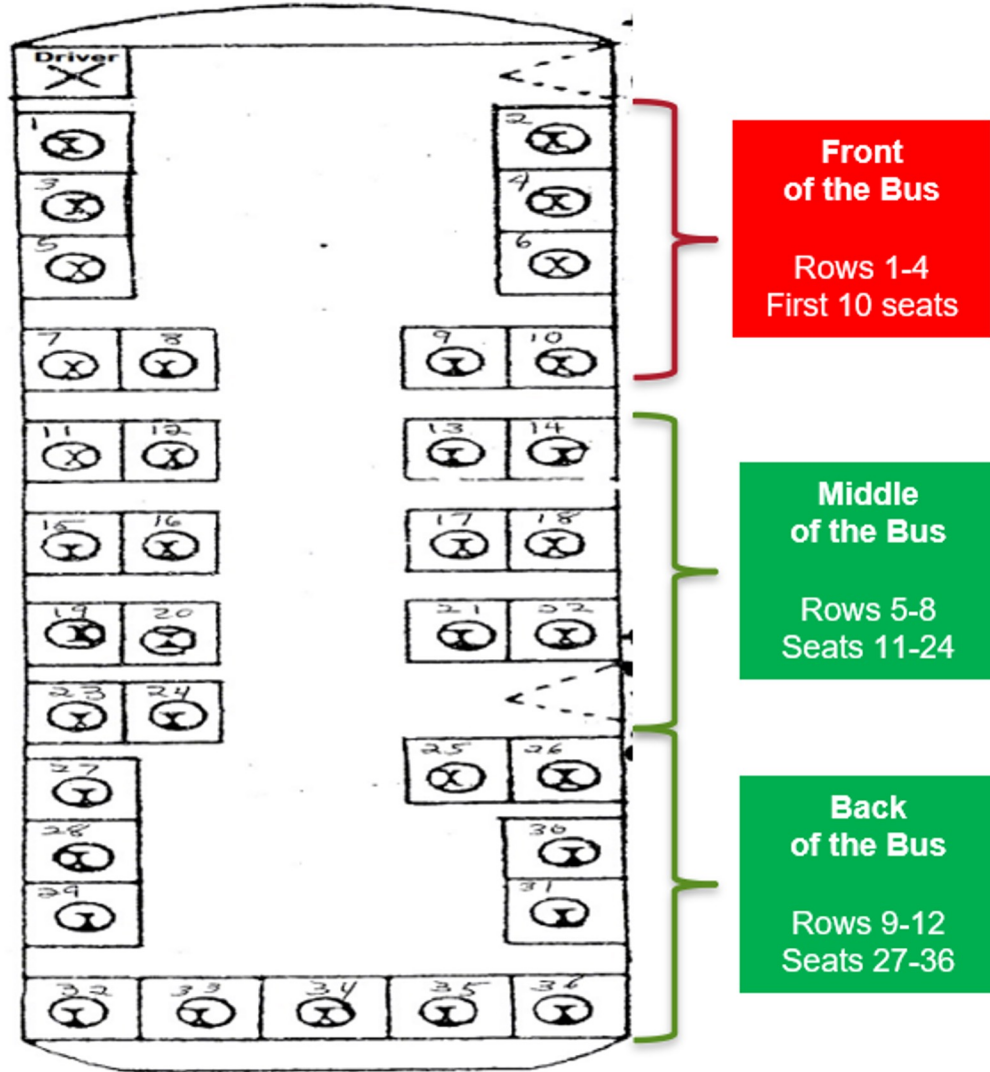 Driver
1
2
3
4
5
6
7 8 9 10
11 12 13 14
15 16 17 18
19 20 21 22
23 24
25 26
27
28
30
29
31
32 33 34 35 36
Front
of the Bus
Rows 1-4
First 10 seats
Middle
of the Bus
Rows 5-8
Seats 11-24
Back
of the Bus
Rows 9-12
Seats 27-36